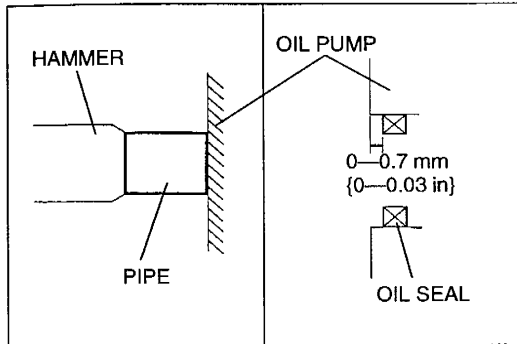 HAMMER
PIPE
OIL PUMP
0—0.7 mm
{0—0.03 in}
OIL SEAL